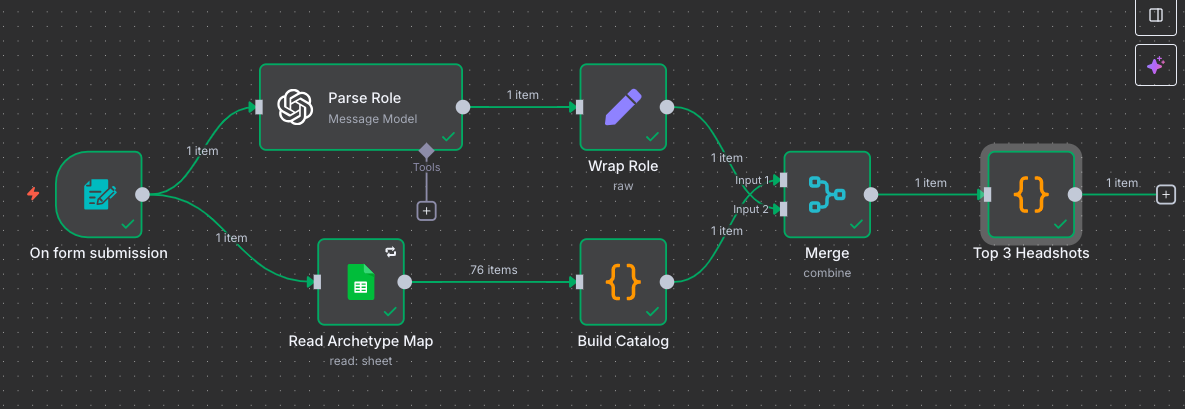 Parse Role
Message Model
1 item
Wrap Role
raw
1 item
Tools
On form submission
1 item
Read Archetype Map
read: sheet
76 items
Build Catalog
1 item
Input 1
Input 2
1 item
Merge
combine
1 item
Top 3 Headshots
1 item